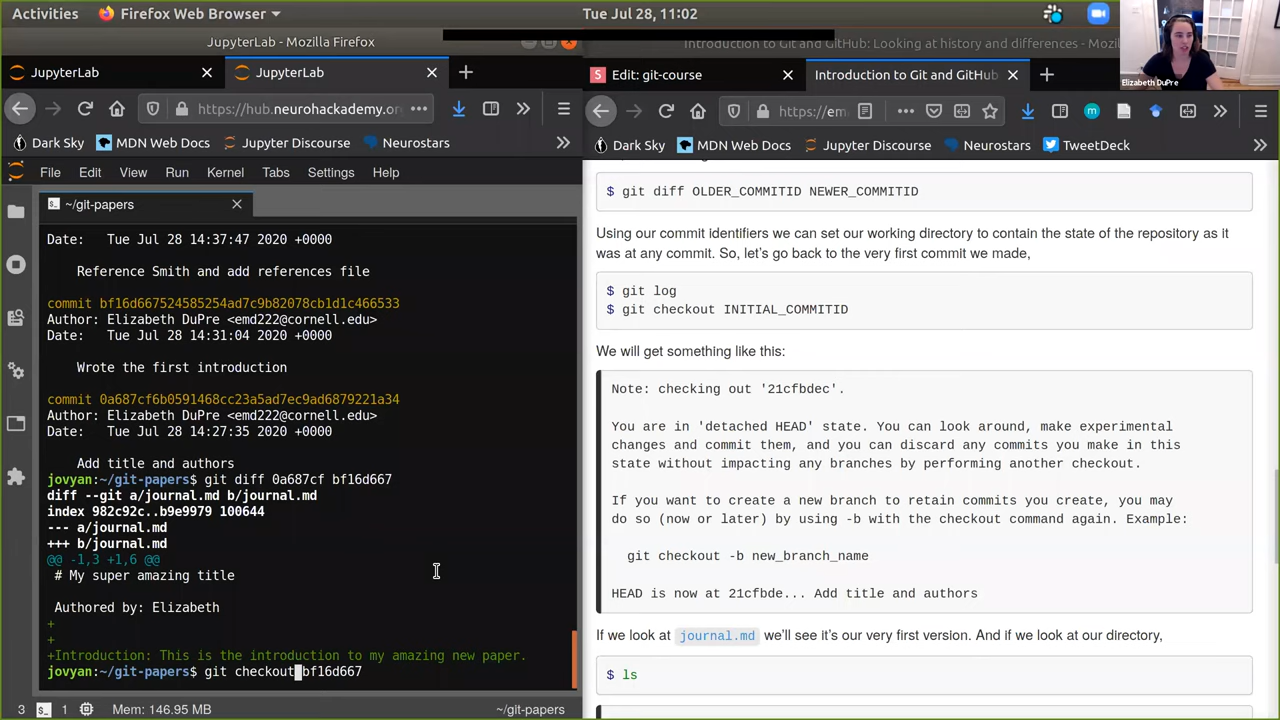 Activities
Firefox Web Browser
Tue Jul 28, 11:02
Elizabeth DuPre
JupyterLab - Mozilla Firefox
JupyterLab
JupyterLab
https://hub.neurohackademy.or
Dark Sky
MDN Web Docs
Jupyter Discourse
Neurostars
File Edit View Run Kernel Tabs Settings Help
~/git-papers
Date: Tue Jul 28 14:37:47 2020 +0000
Reference Smith and add references file
commit bf16d667524585254ad7c9b82078cb1d1c466533
Author: Elizabeth DuPre <emd222@cornell.edu>
Date: Tue Jul 28 14:31:04 2020 +0000
Wrote the first introduction
commit 0a687cf6b0591468cc23a5ad7ec9ad6879221a34
Author: Elizabeth DuPre <emd222@cornell.edu>
Date: Tue Jul 28 14:27:35 2020 +0000
Add title and authors
jovyan:~/git-papers$ git diff 0a687cf bf16d667
diff --git a/journal.md b/journal.md
index 982c92c..b9e9979 100644
--- a/journal.md
+++ b/journal.md
@@ -1,3 +1,6 @@
# My super amazing title
Authored by: Elizabeth
+
+
+Introduction: This is the introduction to my amazing new paper.
jovyan:~/git-papers$ git checkout bf16d667
3 $_ 1 Mem: 146.95 MB ~/git-papers
Introduction to Git and GitHub: Looking at history and differences - Mozil
Edit: git-course
Introduction to Git and GitHub
https://em
Dark Sky
MDN Web Docs
Jupyter Discourse
Neurostars
TweetDeck
$ git diff OLDER_COMMITID NEWER_COMMITID
Using our commit identifiers we can set our working directory to contain the state of the repository as it
was at any commit. So, let's go back to the very first commit we made,
$ git log
$ git checkout INITIAL_COMMITID
We will get something like this:
Note: checking out '21cfbdec'.
You are in 'detached HEAD' state. You can look around, make experimental
changes and commit them, and you can discard any commits you make in this
state without impacting any branches by performing another checkout.
If you want to create a new branch to retain commits you create, you may
do so (now or later) by using -b with the checkout command again. Example:
git checkout -b new_branch_name
HEAD is now at 21cfbde... Add title and authors
If we look at journal.md we'll see it's our very first version. And if we look at our directory,
$ ls